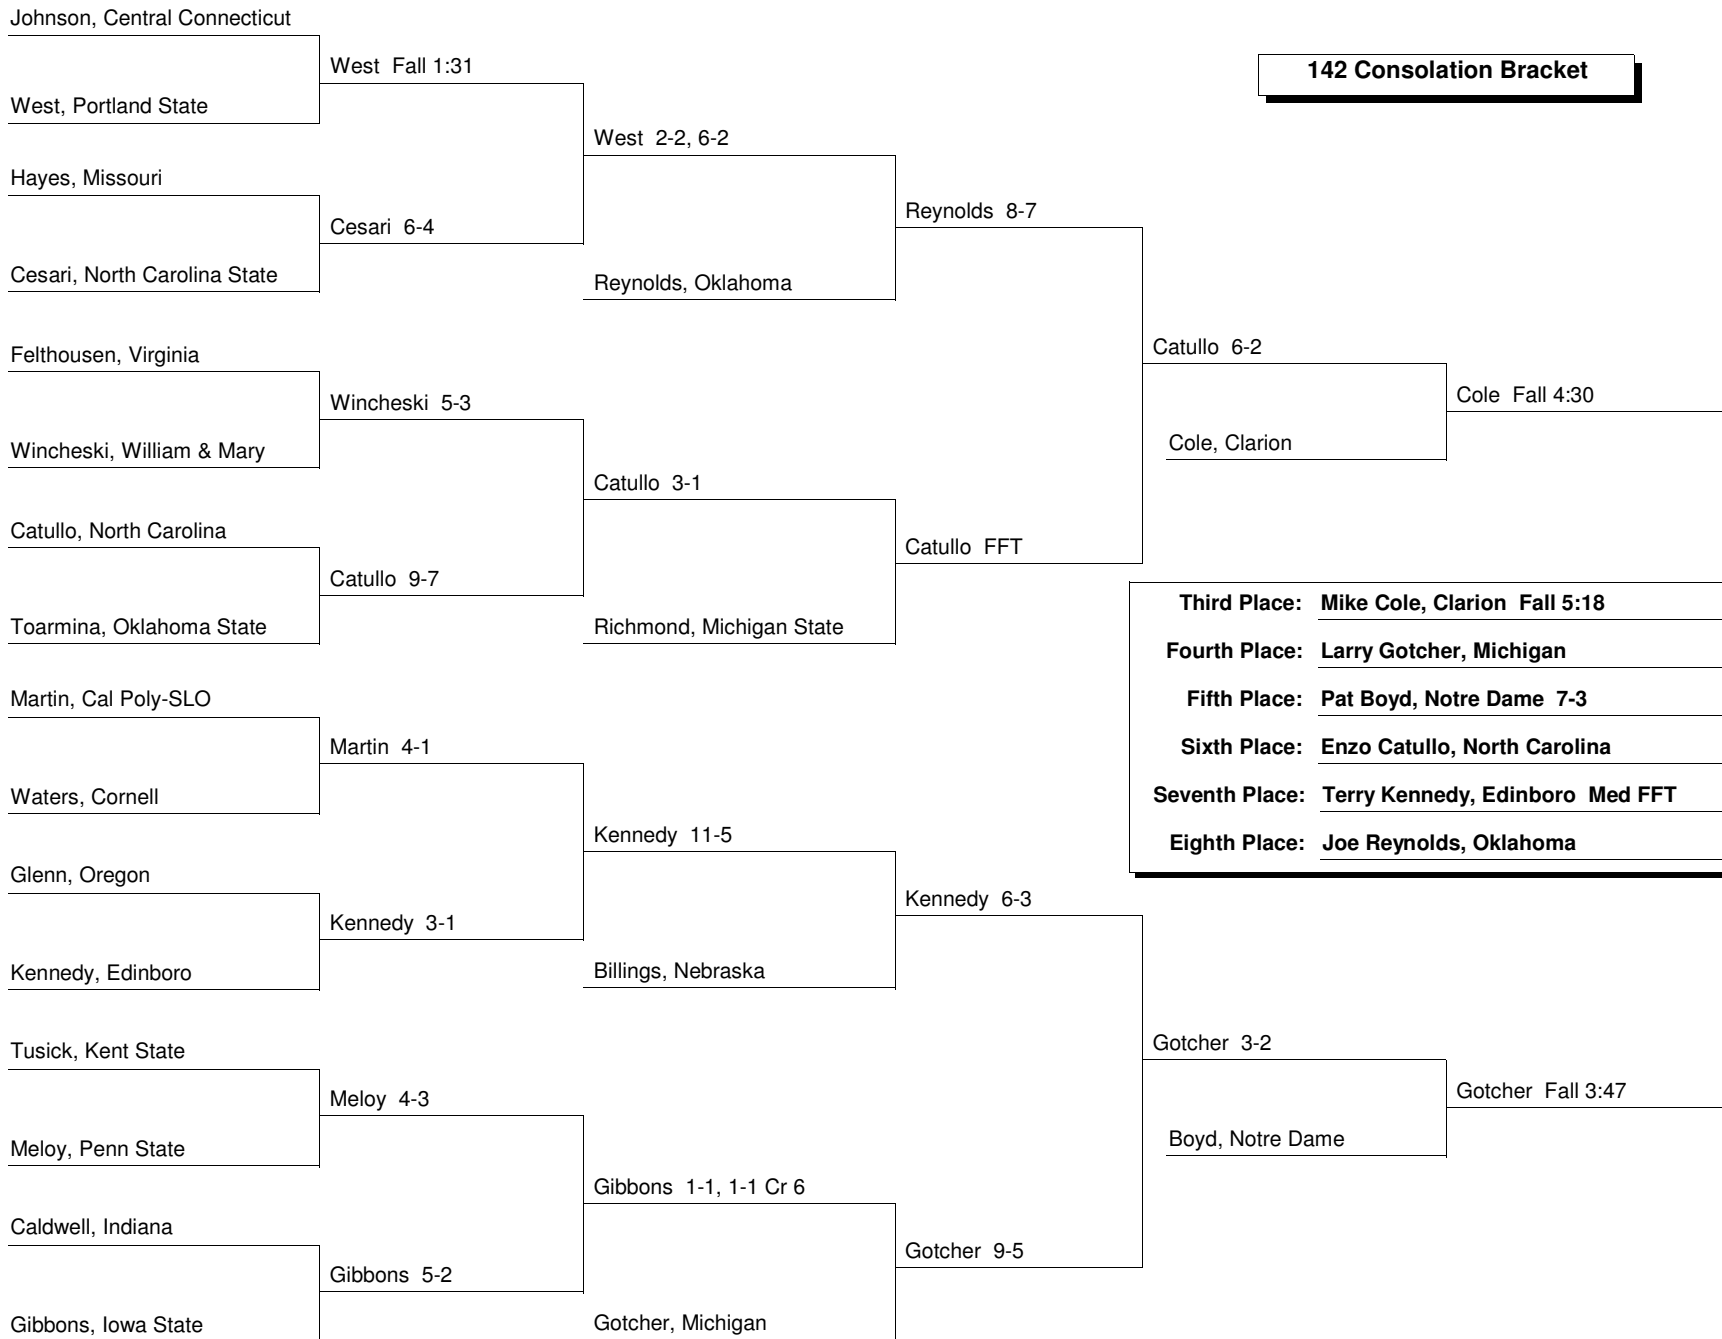 142 Consolation Bracket
Johnson, Central Connecticut
West, Portland State
Hayes, Missouri
Cesari, North Carolina State
Felthousen, Virginia
Wincheski, William & Mary
Catullo, North Carolina
Toarmina, Oklahoma State
Martin, Cal Poly-SLO
Waters, Cornell
Glenn, Oregon
Kennedy, Edinboro
Tusick, Kent State
Meloy, Penn State
Caldwell, Indiana
Gibbons, Iowa State
West Fall 1:31
Cesari 6-4
Wincheski 5-3
Catullo 9-7
Martin 4-1
Kennedy 3-1
Meloy 4-3
Gibbons 5-2
West 2-2, 6-2
Reynolds, Oklahoma
Catullo 3-1
Richmond, Michigan State
Kennedy 11-5
Billings, Nebraska
Gibbons 1-1, 1-1 Cr 6
Gotcher, Michigan
Reynolds 8-7
Catullo FFT
Kennedy 6-3
Gotcher 9-5
Catullo 6-2
Cole, Clarion
Gotcher 3-2
Boyd, Notre Dame
Cole Fall 4:30
Gotcher Fall 3:47
Third Place: Mike Cole, Clarion Fall 5:18
Fourth Place: Larry Gotcher, Michigan
Fifth Place: Pat Boyd, Notre Dame 7-3
Sixth Place: Enzo Catullo, North Carolina
Seventh Place: Terry Kennedy, Edinboro Med FFT
Eighth Place: Joe Reynolds, Oklahoma